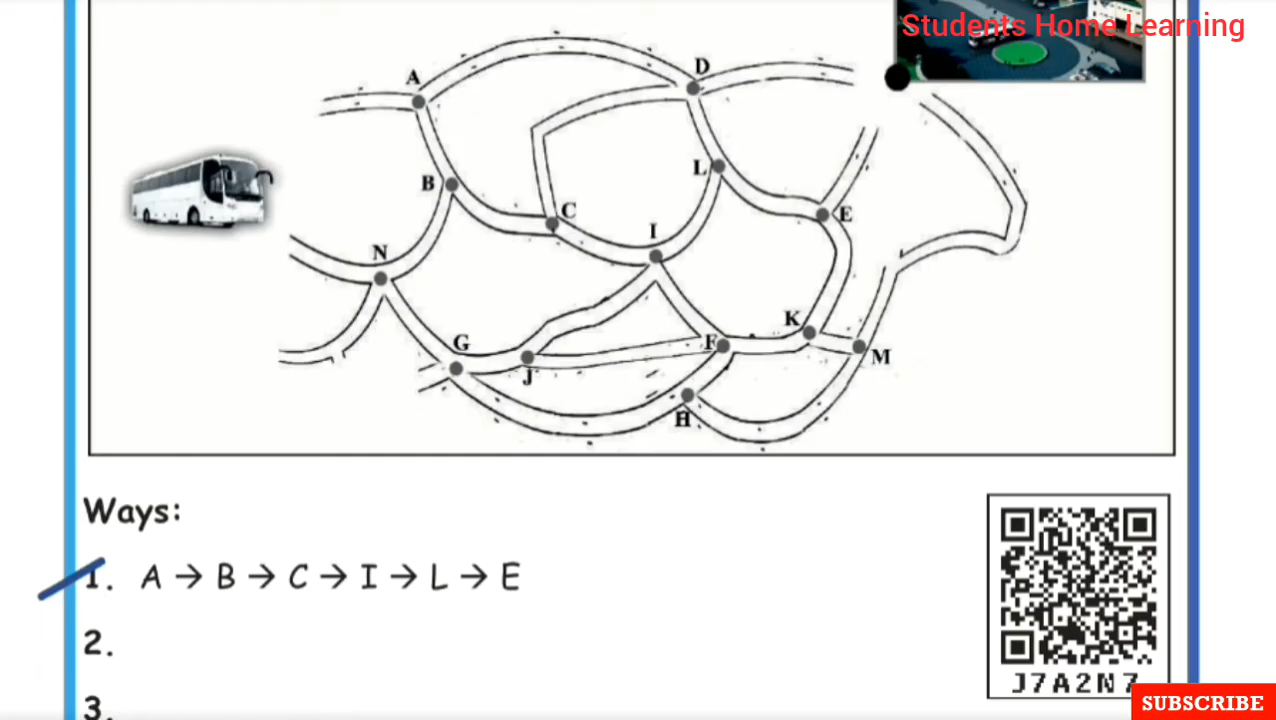 Students Home Learning
A
D
B
L
C
E
I
N
K
G
F
M
J
H
Ways:
1. A → B → C → I → L → E
2.
3.
J7A2N7
SUBSCRIBE